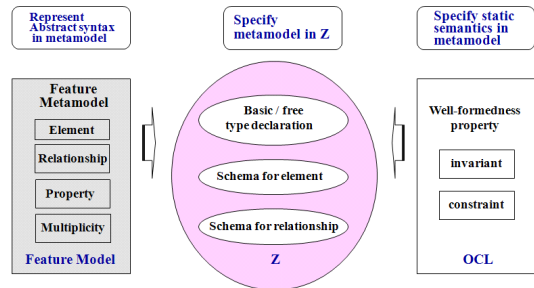 Represent
Abstract syntax
in metamodel
Specify
metamodel in Z
Specify static
semantics in
metamodel
Feature
Metamodel
Element
Relationship
Property
Multiplicity
Feature Model
Basic / free
type declaration
Schema for element
Schema for relationship
Z
Well-formedness
property
invariant
constraint
OCL